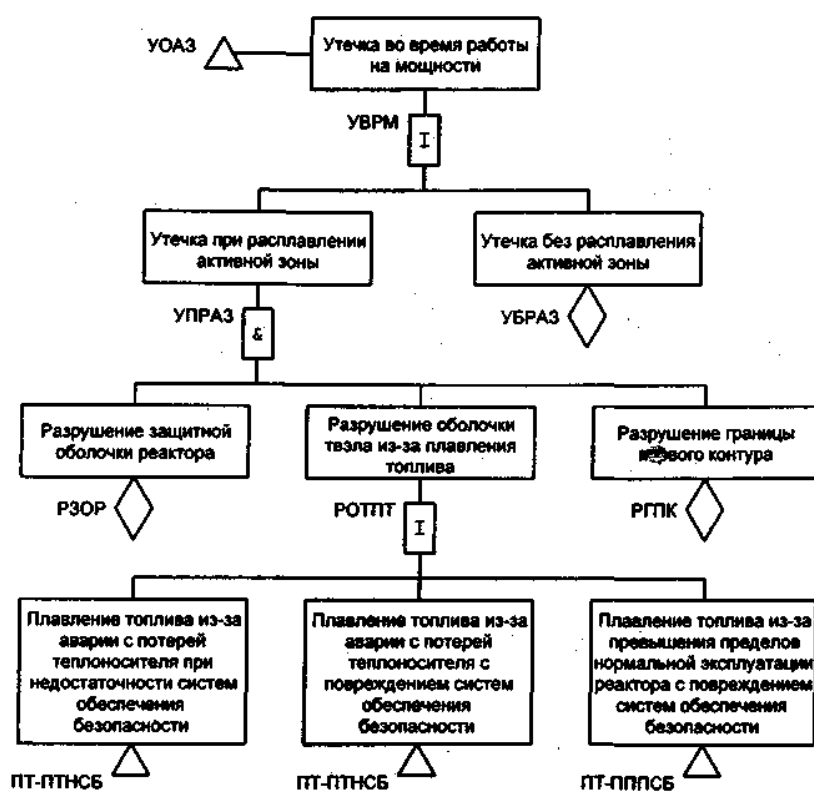 УОАЗ
Утечка во время работы
на мощности
УВРМ
I
Утечка при расплавлении
активной зоны
Утечка без расплавления
активной зоны
УПРАЗ
&
УБРАЗ
Разрушение защитной
оболочки реактора
Разрушение оболочки
твэла из-за плавления
топлива
Разрушение границы
контура
РЗОР
РОТПТ
I
РГПК
Плавление топлива из-за
аварии с потерей
теплоносителя при
недостаточности систем
обеспечения
безопасности
Плавление топлива из-за
аварии с потерей
теплоносителя с
повреждением систем
обеспечения
безопасности
Плавление топлива из-за
превышения пределов
нормальной эксплуатации
реактора с повреждением
систем обеспечения
безопасности
ПТ-ПТНСБ
ПТ-ПТНСБ
ПТ-ПППСБ